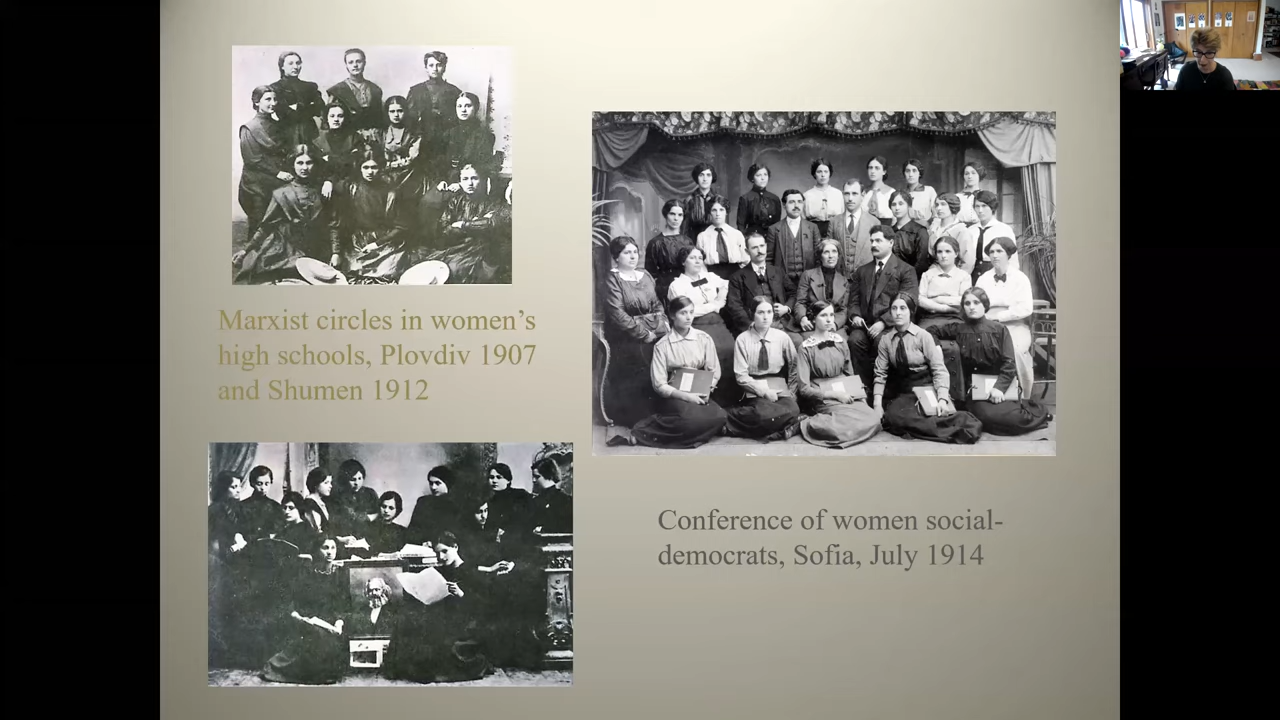 Marxist circles in women’s
high schools, Plovdiv 1907
and Shumen 1912
Conference of women social-
democrats, Sofia, July 1914